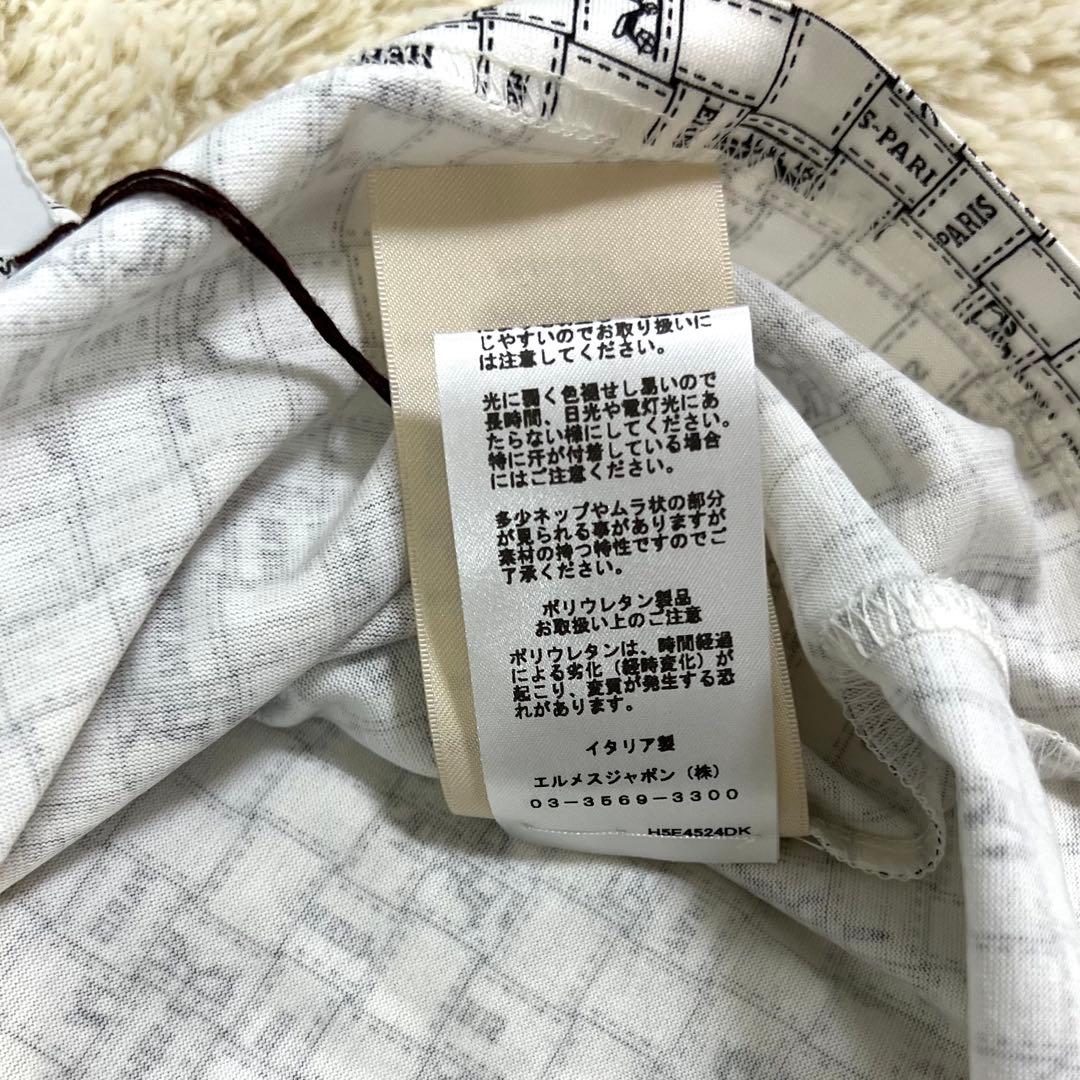 S-PARI
PARIS
じやすいのでお取り扱いに
は注意してください。
光に弱く色褪せし易いので
長時間、日光や電灯光にあ
たらない様にしてください。
特に汗が付着している場合
にはご注意ください。
多少ネップやムラ状の部分
が見られる事がありますが
素材の持つ特性ですのでご
了承ください。
ポリウレタン製品
お取扱い上のご注意
ポリウレタンは、時間経過
による劣化（経時変化）が
起こり、変質が発生する恐
れがあります。
イタリア製
エルメスジャポン（株）
03-3569-3300
H5E4524DK